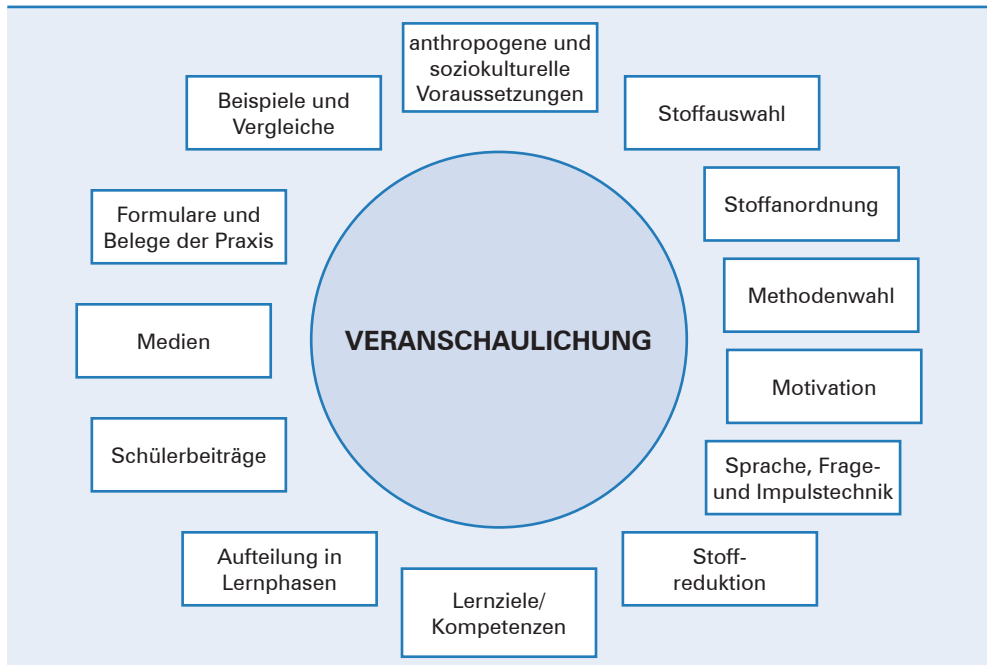 anthropogene und
soziokulturelle
Voraussetzungen
Beispiele und
Vergleiche
Stoffauswahl
Formulare und
Belege der Praxis
Stoffanordnung
Methodenwahl
Medien
VERANSCHAULICHUNG
Motivation
Schülerbeiträge
Sprache, Frage-
und Impulstechnik
Aufteilung in
Lernphasen
Stoff-
reduktion
Lernziele/
Kompetenzen